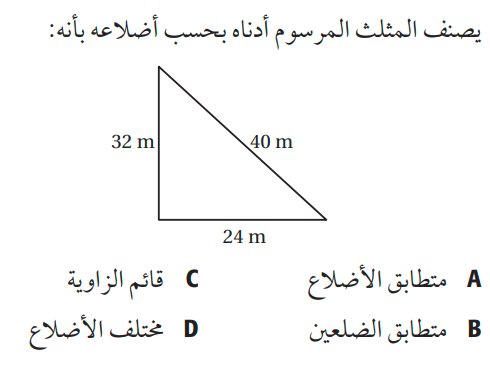 يصنف المثلث المرسوم أدناه بحسب أضلاعه بأنه:
32 m
40 m
24 m
A متطابق الأضلاع
C قائم الزاوية
B متطابق الضلعين
D مختلف الأضلاع